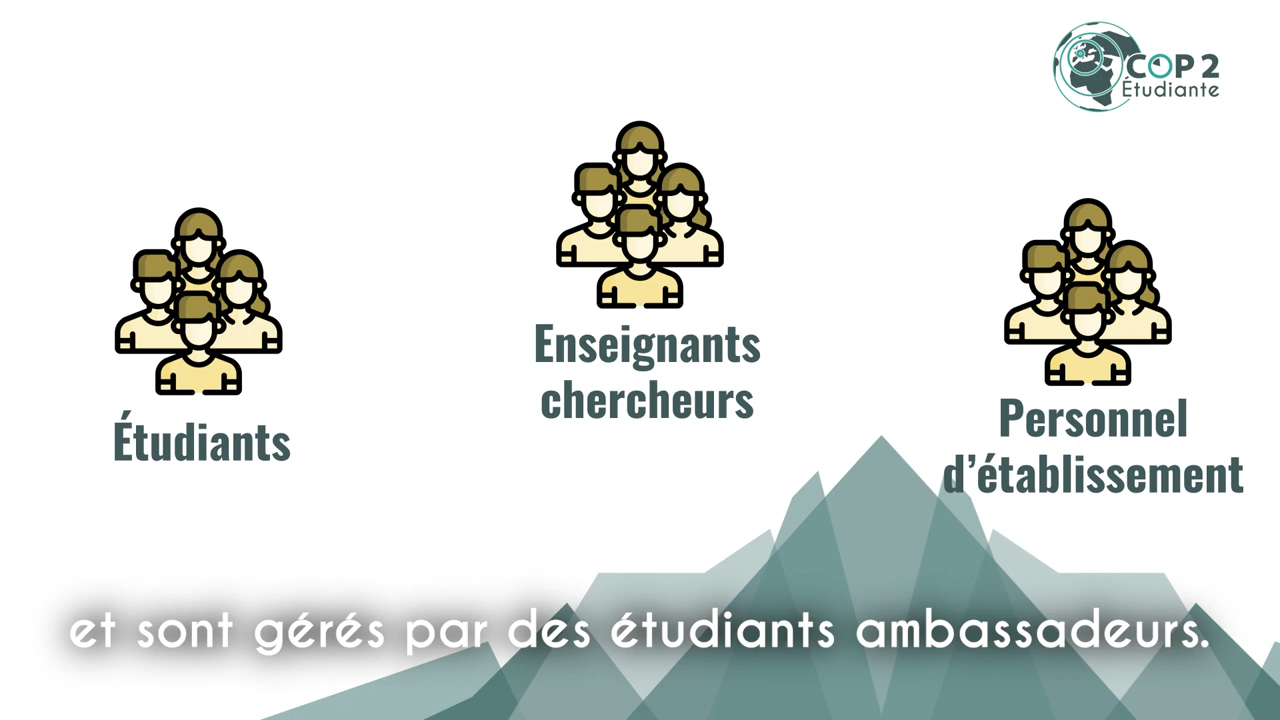 COP 2
Étudiante
Étudiants
Enseignants
chercheurs
Personnel
d’établissement
et sont gérés par des étudiants ambassadeurs.